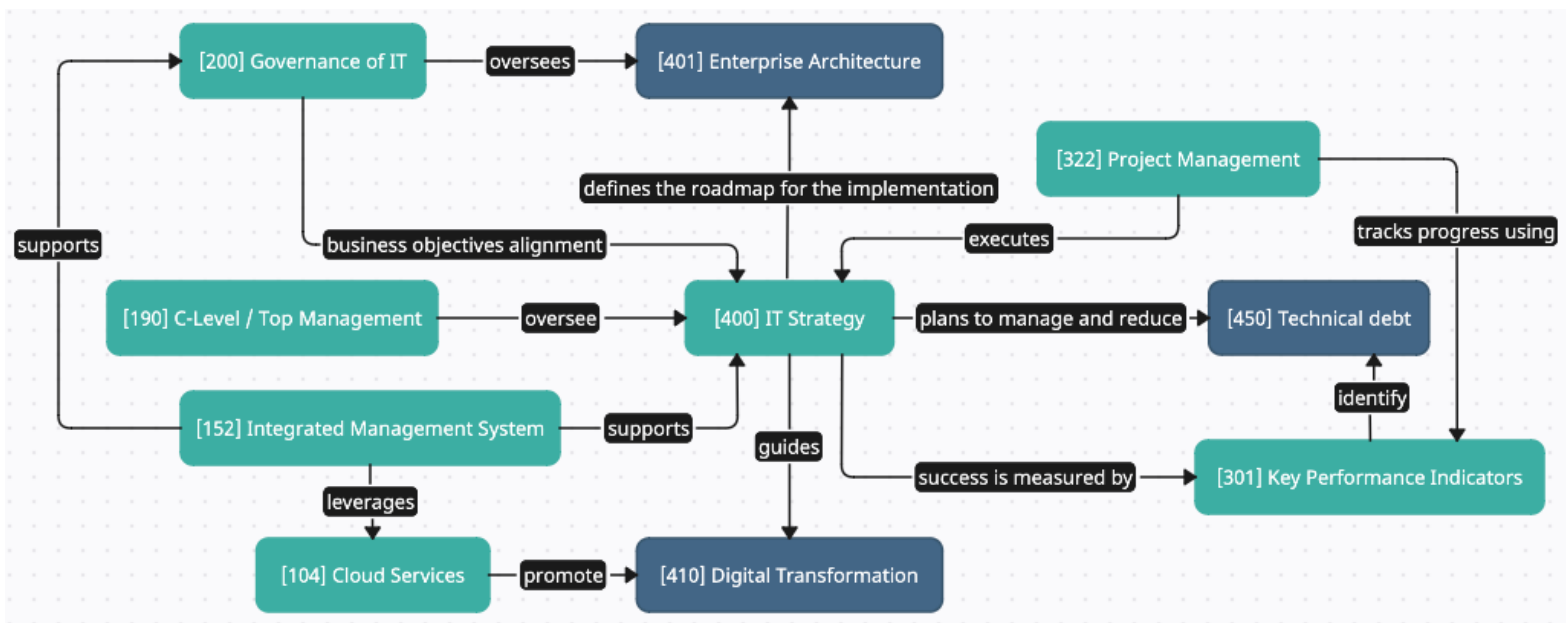 [200] Governance of IT
oversees
[401] Enterprise Architecture
[322] Project Management
defines the roadmap for the implementation
supports
business objectives alignment
executes
tracks progress using
[190] C-Level / Top Management
oversee
[400] IT Strategy
plans to manage and reduce
[450] Technical debt
identify
[152] Integrated Management System
supports
guides
success is measured by
[301] Key Performance Indicators
leverages
[104] Cloud Services
promote
[410] Digital Transformation